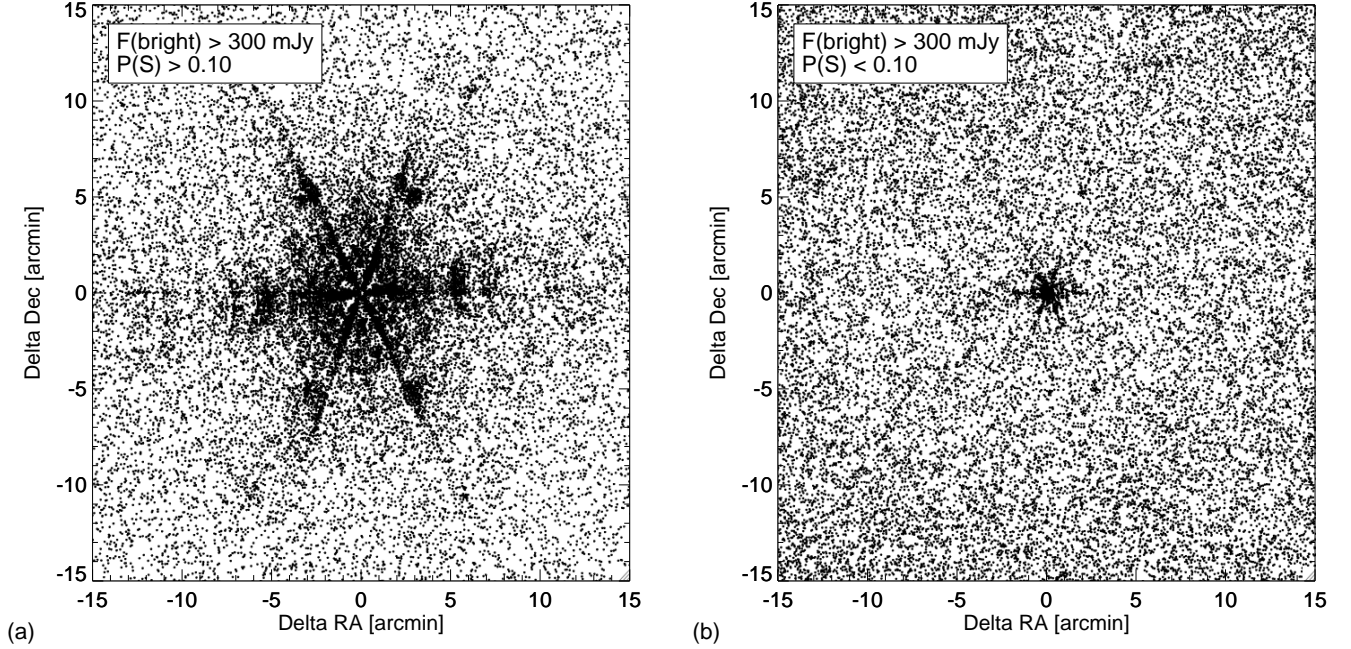 F(bright) > 300 mJy
P(S) > 0.10
15
10
5
0
-5
-10
-15
Delta Dec [arcmin]
-15 -10 -5 0 5 10 15
Delta RA [arcmin]
(a)
F(bright) > 300 mJy
P(S) < 0.10
15
10
5
0
-5
-10
-15
Delta Dec [arcmin]
-15 -10 -5 0 5 10 15
Delta RA [arcmin]
(b)